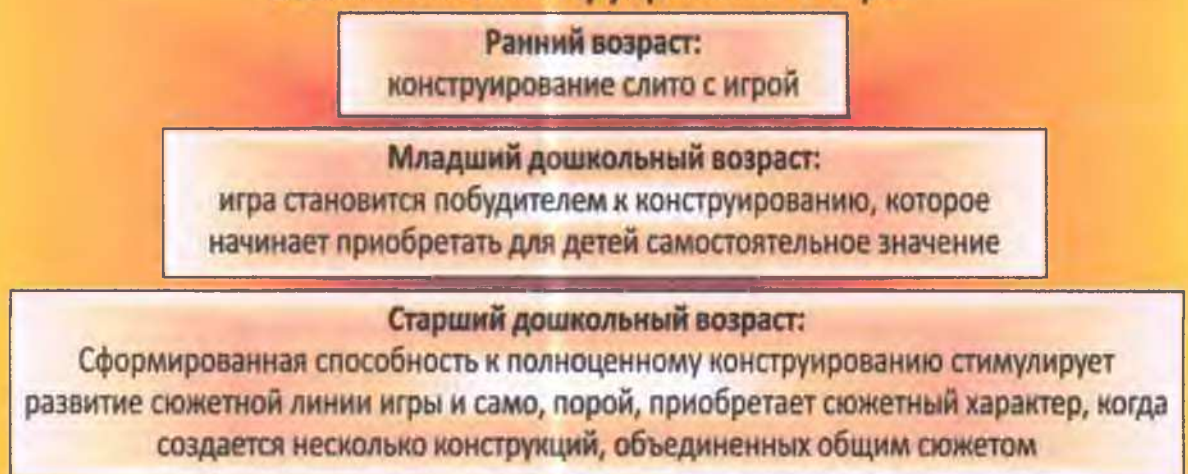 Ранний возраст:
конструирование слито с игрой
Младший дошкольный возраст:
игра становится побудителем к конструированию, которое
начинает приобретать для детей самостоятельное значение
Старший дошкольный возраст:
Сформированная способность к полноценному конструированию стимулирует
развитие сюжетной линии игры и само, порой, приобретает сюжетный характер, когда
создается несколько конструкций, объединенных общим сюжетом